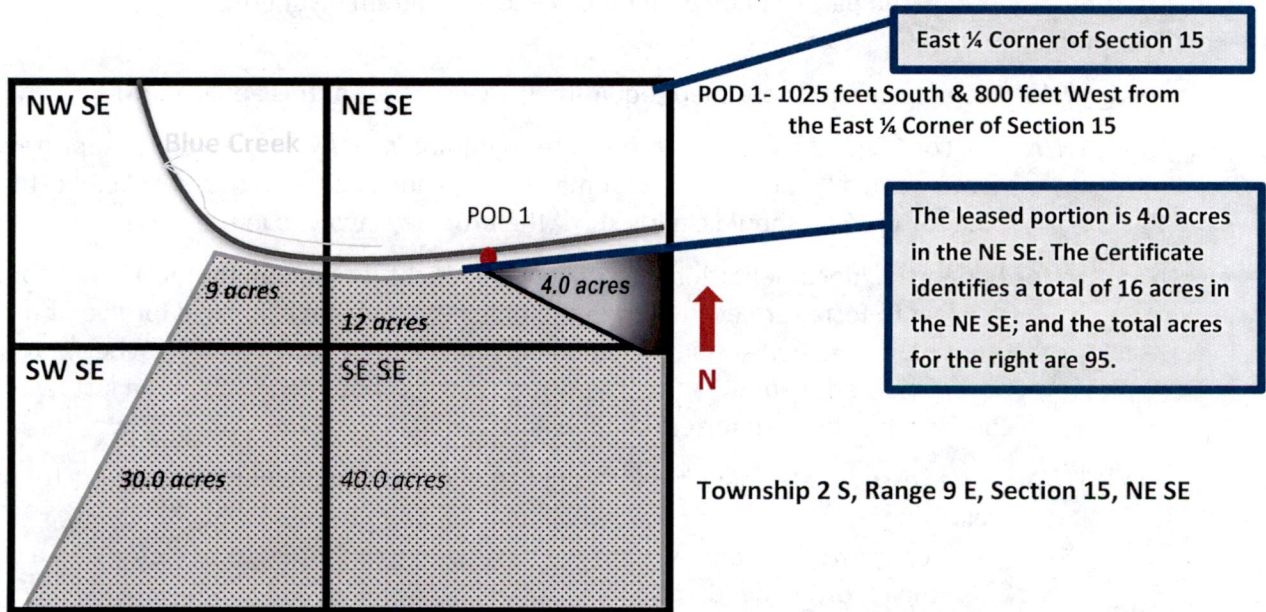 East ¼ Corner of Section 15
NW SE
NE SE
POD 1- 1025 feet South & 800 feet West from
the East ¼ Corner of Section 15
Blue Creek
POD 1
The leased portion is 4.0 acres
in the NE SE. The Certificate
identifies a total of 16 acres in
the NE SE; and the total acres
for the right are 95.
9 acres
4.0 acres
12 acres
N
SW SE
SE SE
30.0 acres
40.0 acres
Township 2 S, Range 9 E, Section 15, NE SE